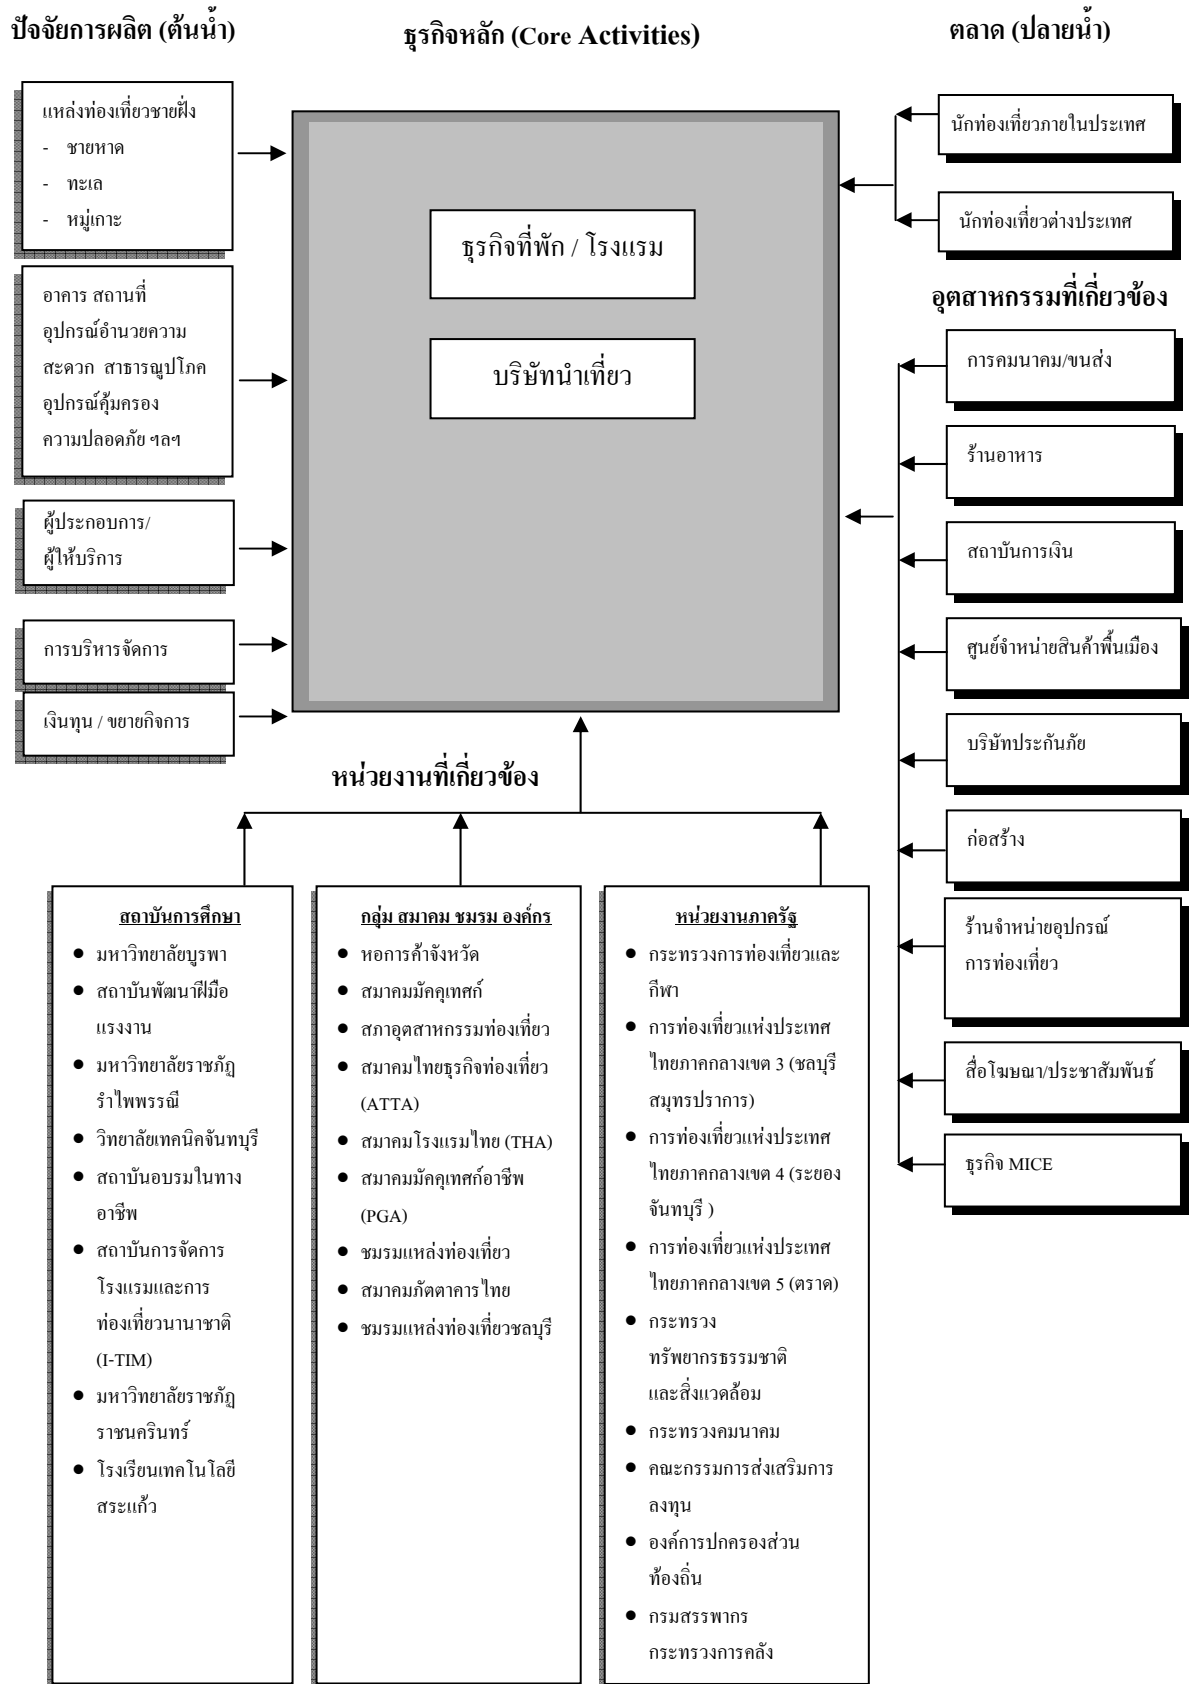 ปัจจัยการผลิต (ต้นน้ำ)
ธุรกิจหลัก (Core Activities)
ตลาด (ปลายน้ำ)
แหล่งท่องเที่ยวชายฝั่ง
- ชายหาด
- ทะเล
- หมู่เกาะ
อาคาร สถานที่
อุปกรณ์อำนวยความ
สะดวก สาธารณูปโภค
อุปกรณ์คุ้มครอง
ความปลอดภัย ฯลฯ
ผู้ประกอบการ/
ผู้ให้บริการ
การบริหารจัดการ
เงินทุน / ขยายกิจการ
ธุรกิจที่พัก / โรงแรม
บริษัทนำเที่ยว
นักท่องเที่ยวภายในประเทศ
นักท่องเที่ยวต่างประเทศ
อุตสาหกรรมที่เกี่ยวข้อง
การคมนาคม/ขนส่ง
ร้านอาหาร
สถาบันการเงิน
ศูนย์จำหน่ายสินค้าพื้นเมือง
บริษัทประกันภัย
ก่อสร้าง
ร้านจำหน่ายอุปกรณ์
การท่องเที่ยว
สื่อโฆษณา/ประชาสัมพันธ์
ธุรกิจ MICE
หน่วยงานที่เกี่ยวข้อง
สถาบันการศึกษา
● มหาวิทยาลัยบูรพา
● สถาบันพัฒนาฝีมือ
แรงงาน
● มหาวิทยาลัยราชภัฏ
รำไพพรรณี
● วิทยาลัยเทคนิคจันทบุรี
● สถาบันอบรมในทาง
อาชีพ
● สถาบันการจัดการ
โรงแรมและการ
ท่องเที่ยวนานาชาติ
(I-TIM)
● มหาวิทยาลัยราชภัฏ
ราชนครินทร์
● โรงเรียนเทคโนโลยี
สระแก้ว
กลุ่ม สมาคม ชมรม องค์กร
● หอการค้าจังหวัด
● สมาคมมัคคุเทศก์
● สภาอุตสาหกรรมท่องเที่ยว
● สมาคมไทยธุรกิจท่องเที่ยว
(ATTA)
● สมาคมโรงแรมไทย (THA)
● สมาคมมัคคุเทศก์อาชีพ
(PGA)
● ชมรมแหล่งท่องเที่ยว
● สมาคมภัตตาคารไทย
● ชมรมแหล่งท่องเที่ยวชลบุรี
หน่วยงานภาครัฐ
● กระทรวงการท่องเที่ยวและ
กีฬา
● การท่องเที่ยวแห่งประเทศ
ไทยภาคกลางเขต 3 (ชลบุรี
สมุทรปราการ)
● การท่องเที่ยวแห่งประเทศ
ไทยภาคกลางเขต 4 (ระยอง
จันทบุรี )
● การท่องเที่ยวแห่งประเทศ
ไทยภาคกลางเขต 5 (ตราด)
● กระทรวง
ทรัพยากรธรรมชาติ
และสิ่งแวดล้อม
● กระทรวงคมนาคม
● คณะกรรมการส่งเสริมการ
ลงทุน
● องค์การปกครองส่วน
ท้องถิ่น
● กรมสรรพากร
กระทรวงการคลัง